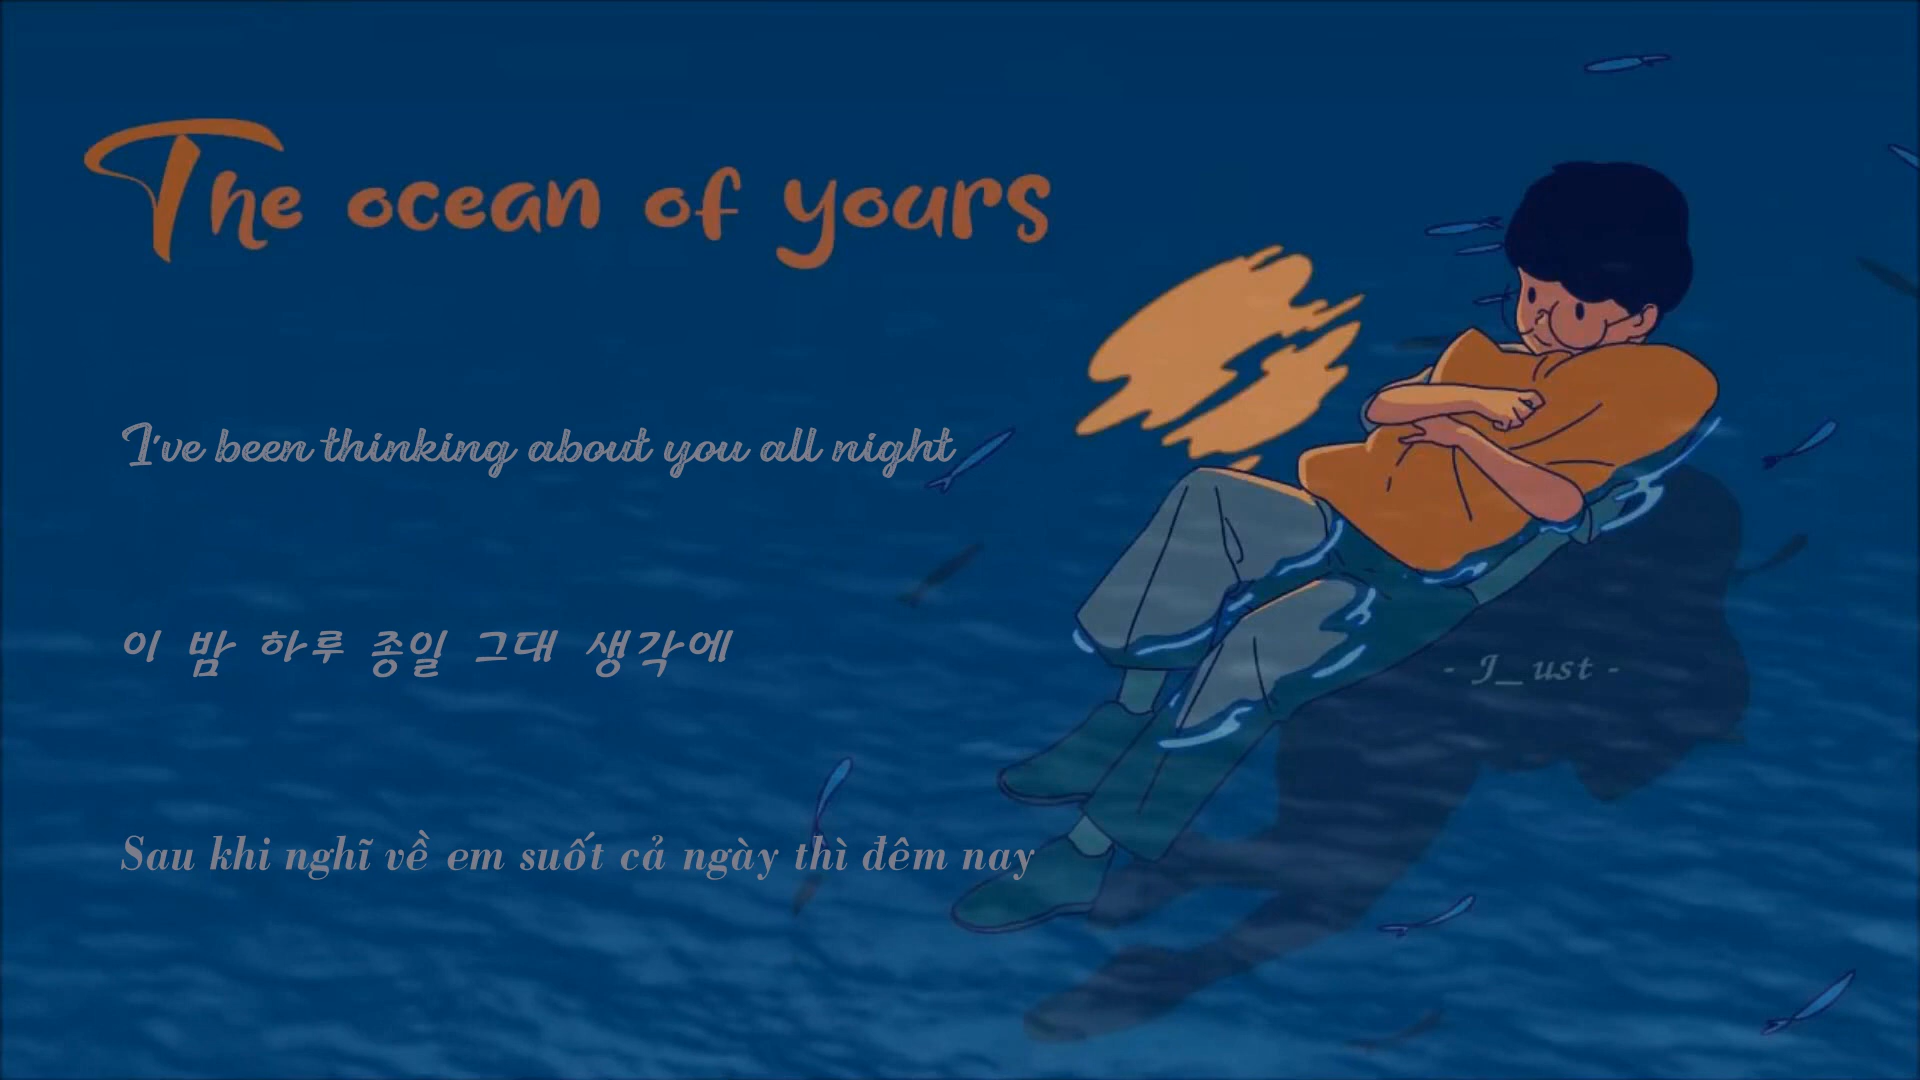 The ocean of yours
I've been thinking about you all night
이 밤 하루 종일 그대 생각에
- J_ust -
Sau khi nghĩ về em suốt cả ngày thì đêm nay